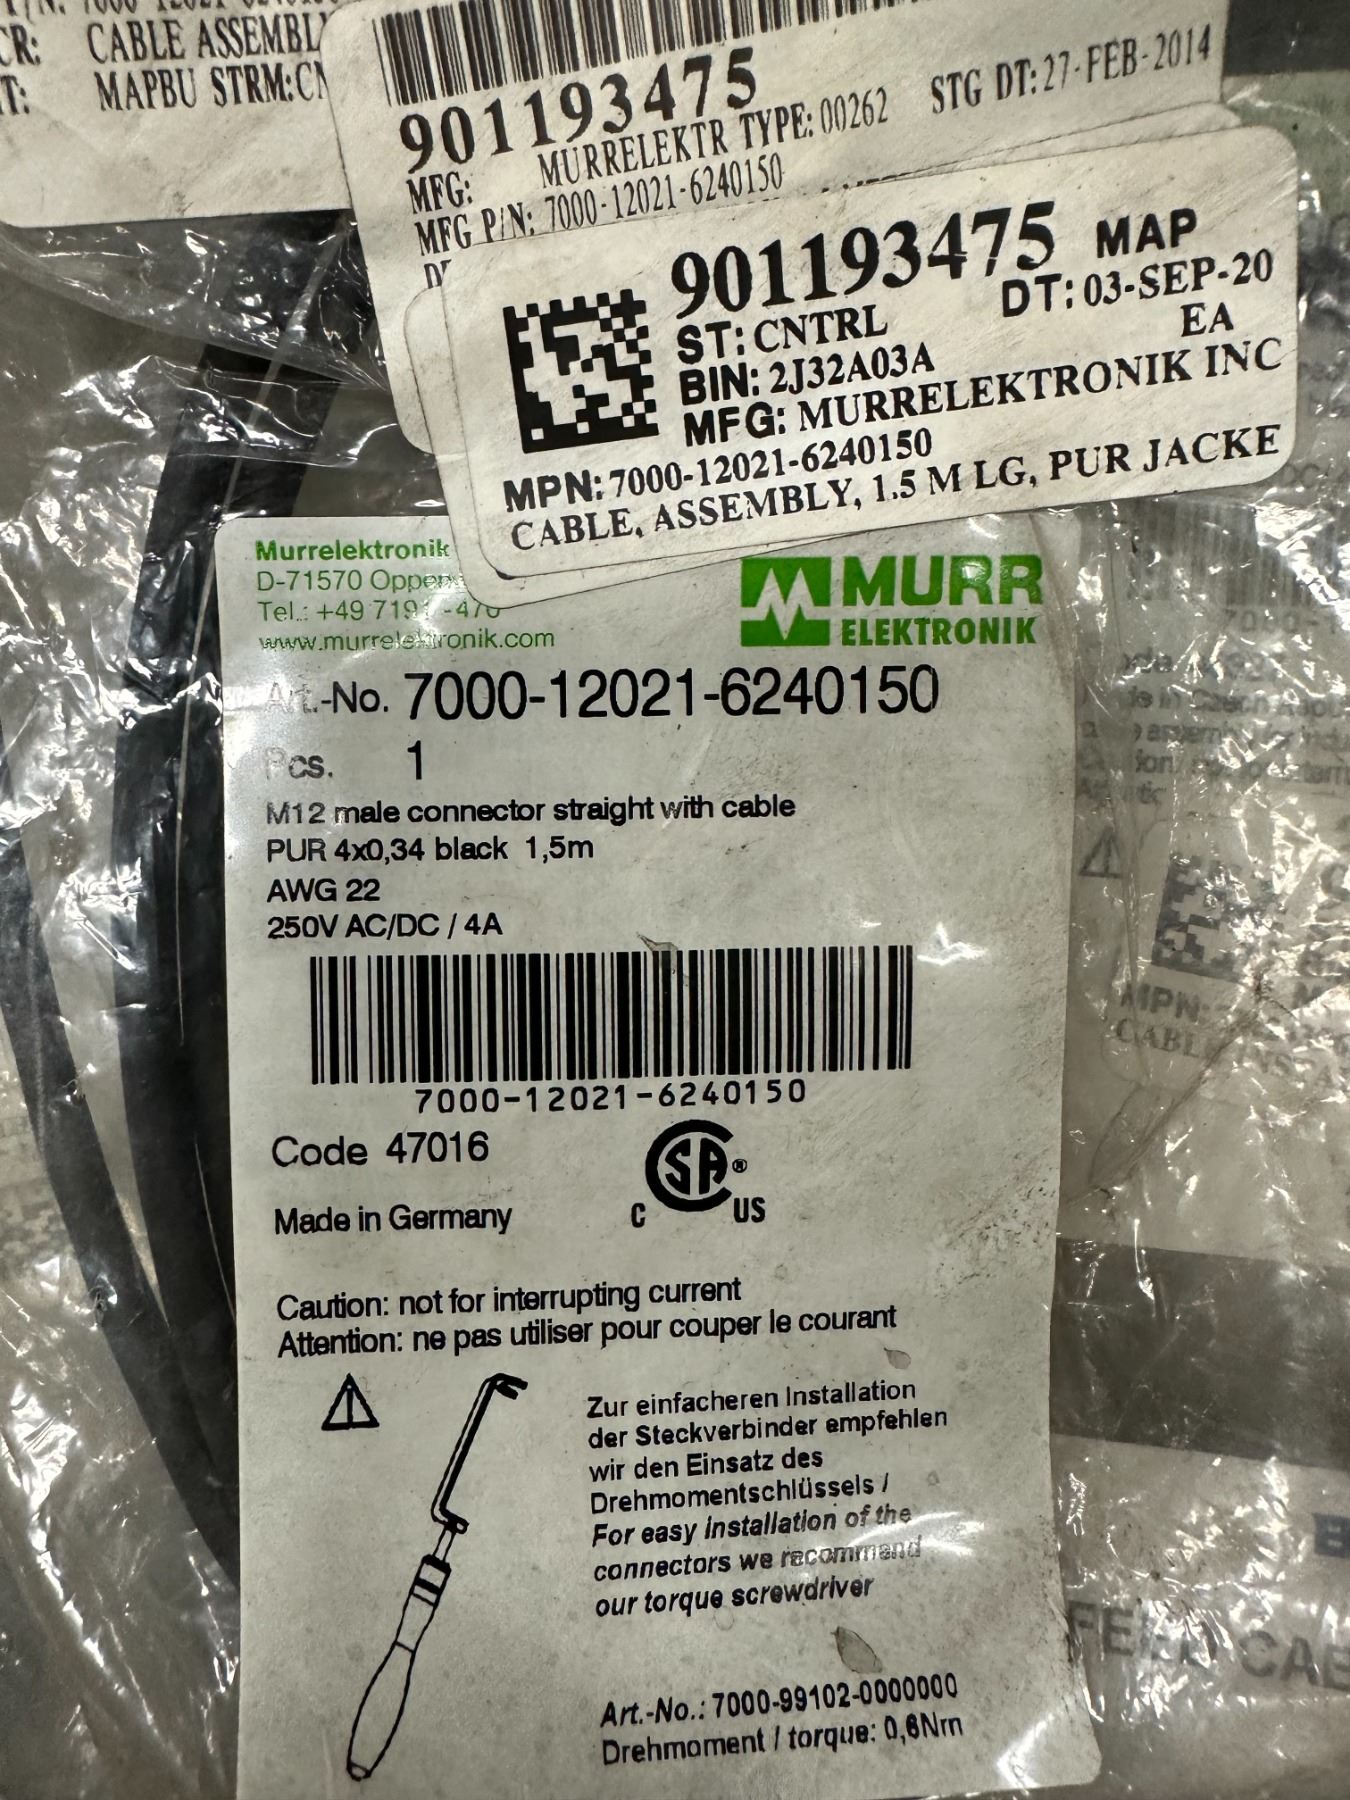 CABLE ASSEMBL
MAPBU STRM:CN
901193475
MFG: MURRELEKTR TYPE: 00262 STG DT: 27-FEB-2014
MFG P/N: 7000-12021-6240150
901193475 MAP
ST: CNTRL DT: 03-SEP-20
BIN: 2J32A03A EA
MFG: MURRELEKTRONIK INC
MPN: 7000-12021-6240150
CABLE, ASSEMBLY, 1.5 M LG, PUR JACKE
Murrelektronik
D-71570
Tel.: +49
www.murrelektronik.com
MURR
ELEKTRONIK
Art.-No. 7000-12021-6240150
Pcs. 1
M12 male connector straight with cable
PUR 4x0,34 black 1,5m
AWG 22
250V AC/DC / 4A
7000-12021-6240150
Code 47016
CSA®
C US
Made in Germany
Caution: not for interrupting current
Attention: ne pas utiliser pour couper le courant
Zur einfacheren Installation
der Steckverbinder empfehlen
wir den Einsatz des
Drehmomentschlüssels /
For easy installation of the
connectors we recommend
our torque screwdriver
Art.-No.: 7000-99102-0000000
Drehmoment / torque: 0,6Nm